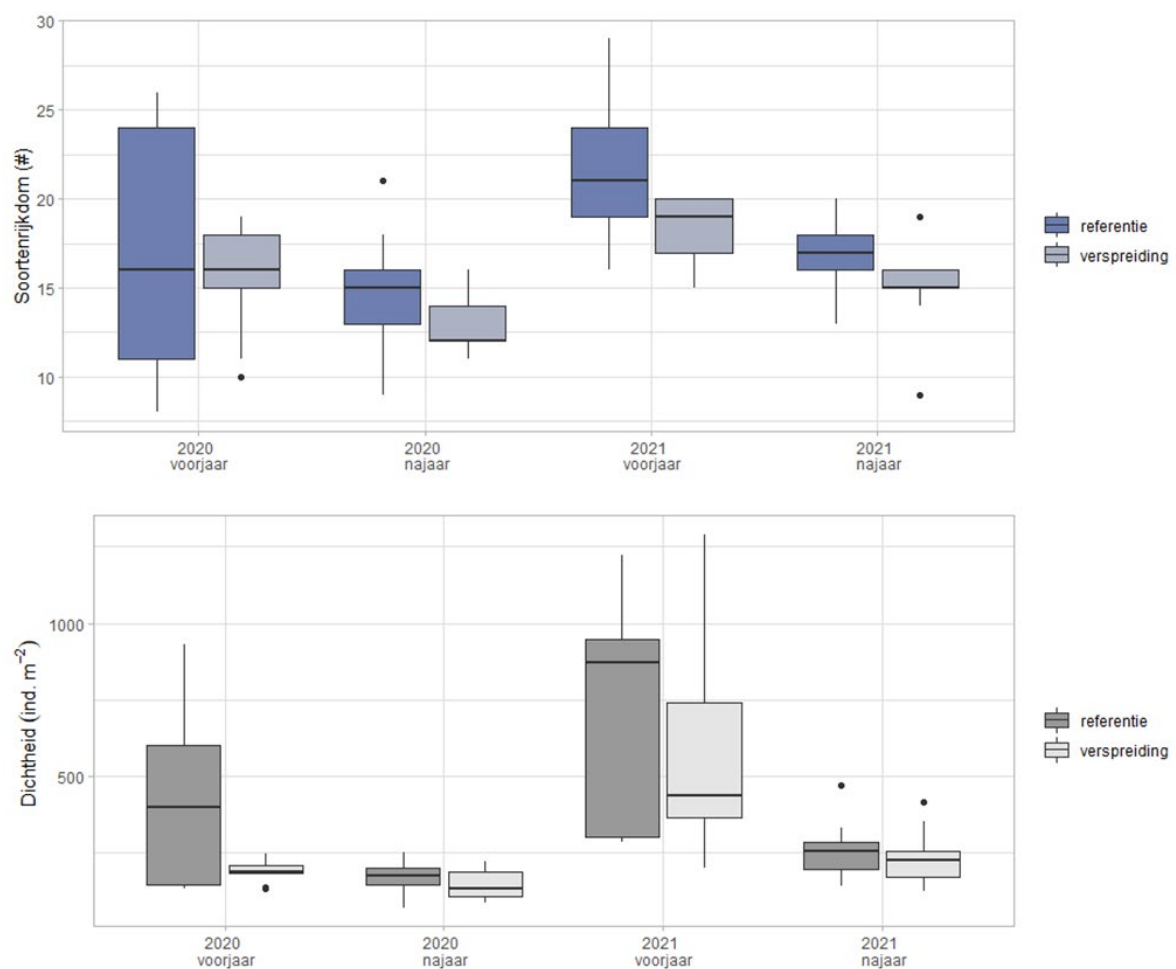 Soortenrijkdom (#)
30
25
20
15
10
2020
voorjaar
2020
najaar
2021
voorjaar
2021
najaar
referentie
verspreiding
Dichtheid (ind. m⁻²)
1000
500
2020
voorjaar
2020
najaar
2021
voorjaar
2021
najaar
referentie
verspreiding